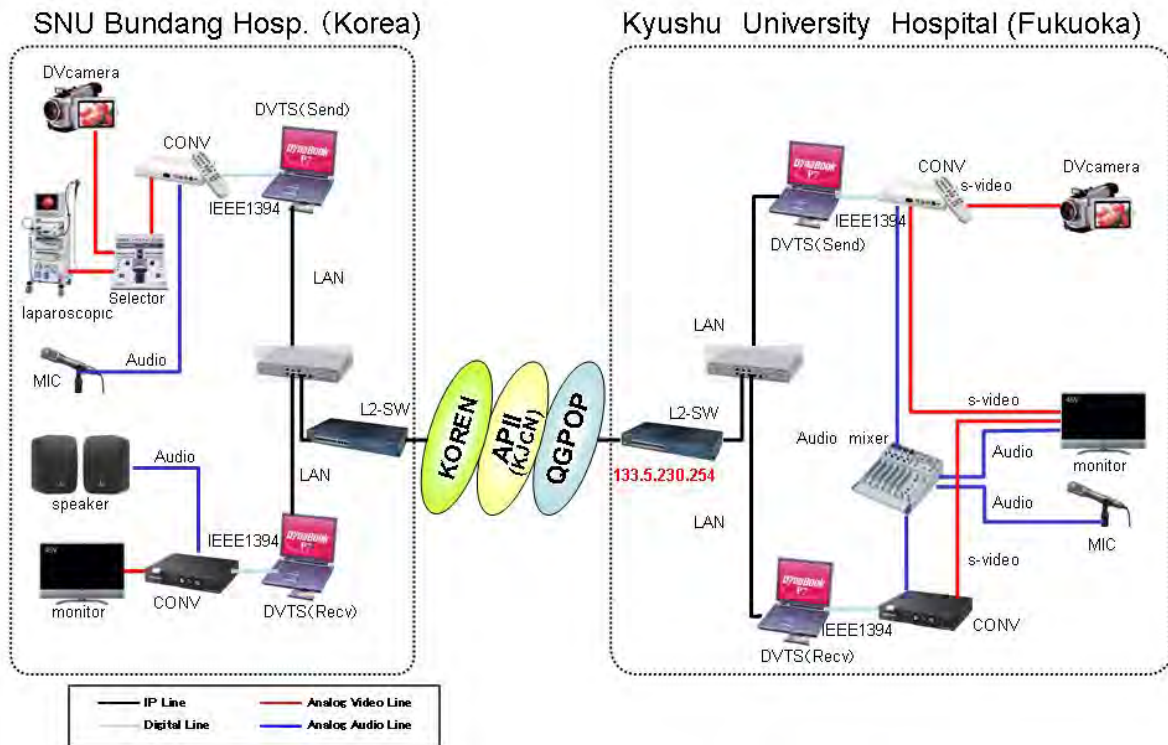 SNU Bundang Hosp. (Korea)
Kyushu University Hospital (Fukuoka)
DVcamera
DVTS(Send)
CONV
IEEE1394
LAN
Selector
laparoscopic
Audio
MIC
L2-SW
LAN
Audio
speaker
IEEE1394
monitor
CONV
DVTS(Recv)
KOREN
APII
(KJCN)
QGPOP
CONV
s-video
DVcamera
IEEE1394
DVTS(Send)
LAN
L2-SW
133.5.230.254
s-video
Audio mixer
Audio
monitor
Audio
MIC
LAN
s-video
IEEE1394
CONV
DVTS(Recv)
IP Line
Analog Video Line
Digital Line
Analog Audio Line